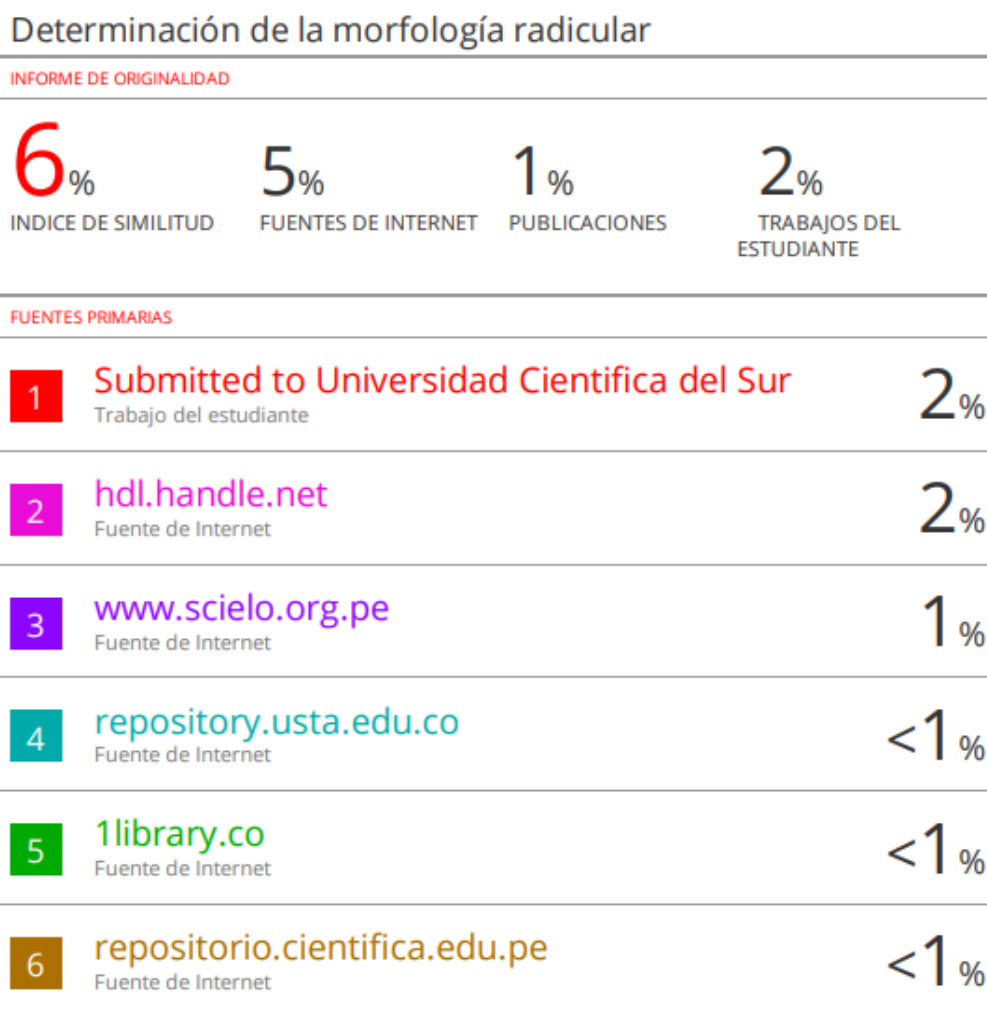 Determinación de la morfología radicular
INFORME DE ORIGINALIDAD
6% 5% 1% 2%
INDICE DE SIMILITUD FUENTES DE INTERNET PUBLICACIONES TRABAJOS DEL
ESTUDIANTE
FUENTES PRIMARIAS
1 Submitted to Universidad Cientifica del Sur 2%
Trabajo del estudiante
2 hdl.handle.net 2%
Fuente de Internet
3 www.scielo.org.pe 1%
Fuente de Internet
4 repository.usta.edu.co <1%
Fuente de Internet
5 1library.co <1%
Fuente de Internet
6 repositorio.cientifica.edu.pe <1%
Fuente de Internet